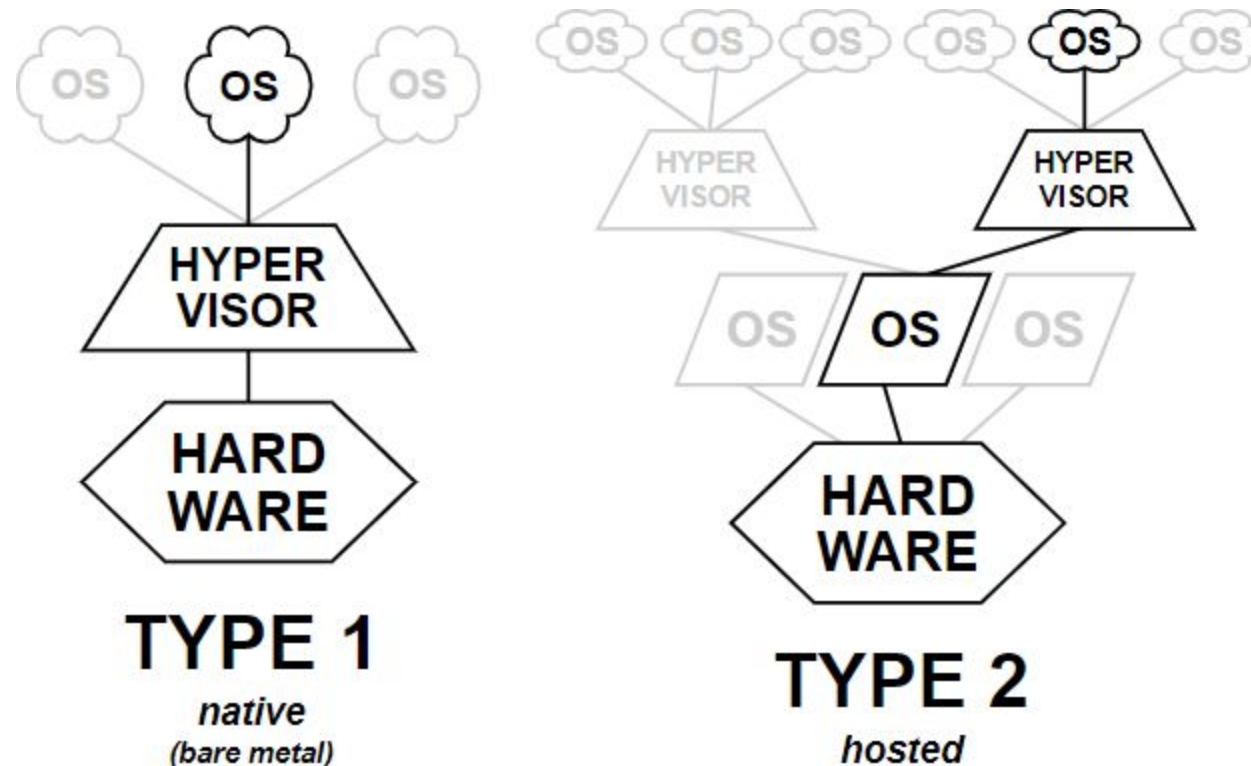 OS
OS
OS
HYPER
VISOR
HARD
WARE
TYPE 1
native
(bare metal)
OS
OS
OS
OS
OS
OS
HYPER
VISOR
HYPER
VISOR
OS
OS
OS
HARD
WARE
TYPE 2
hosted